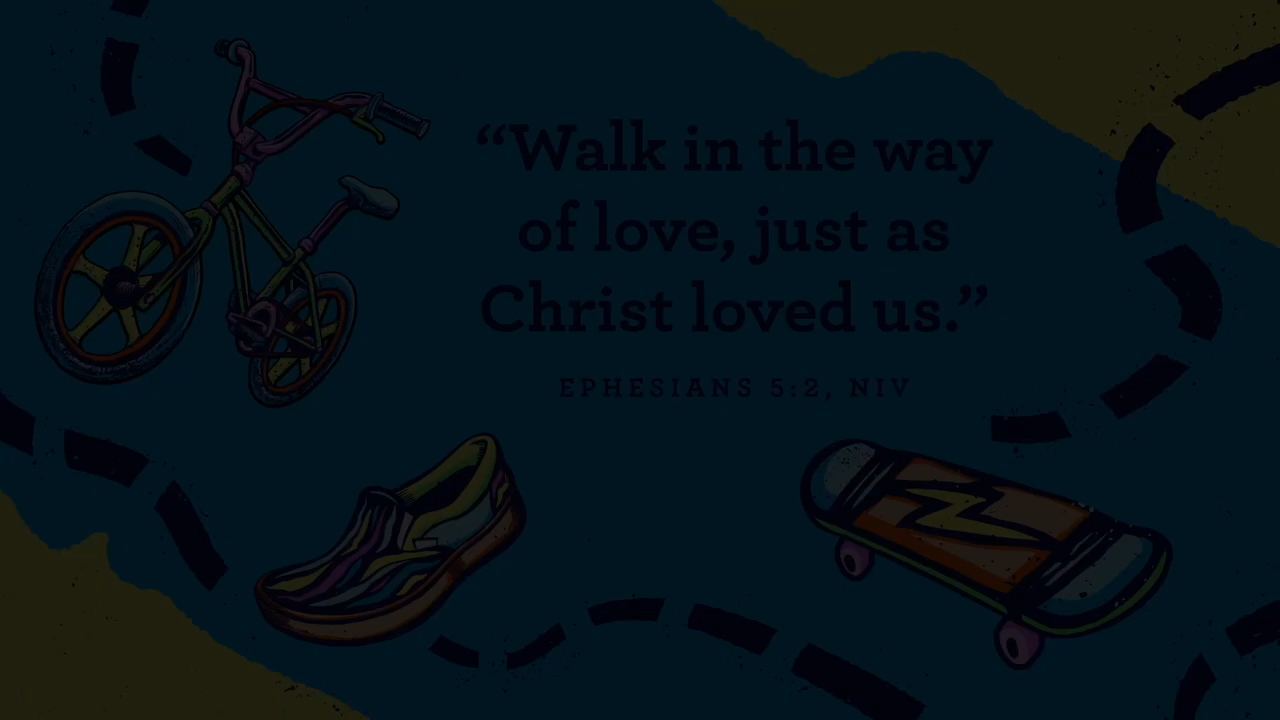 “Walk in the way
of love, just as
Christ loved us.”
EPHESIANS 5:2, NIV